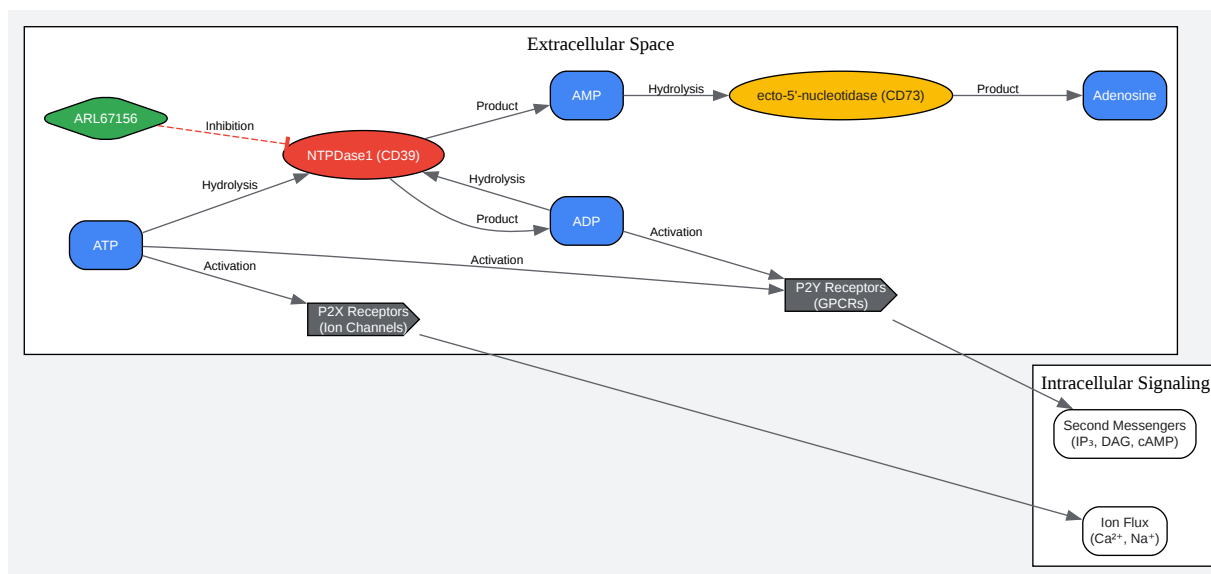 Extracellular Space
ARL67156
Inhibition
NTPDase1 (CD39)
Product
AMP
Hydrolysis
ecto-5'-nucleotidase (CD73)
Product
Adenosine
Hydrolysis
Hydrolysis
Product
ADP
ATP
Activation
Activation
Activation
P2X Receptors
(Ion Channels)
P2Y Receptors
(GPCRs)
Intracellular Signaling
Second Messengers
(IP₃, DAG, cAMP)
Ion Flux
(Ca²⁺, Na⁺)